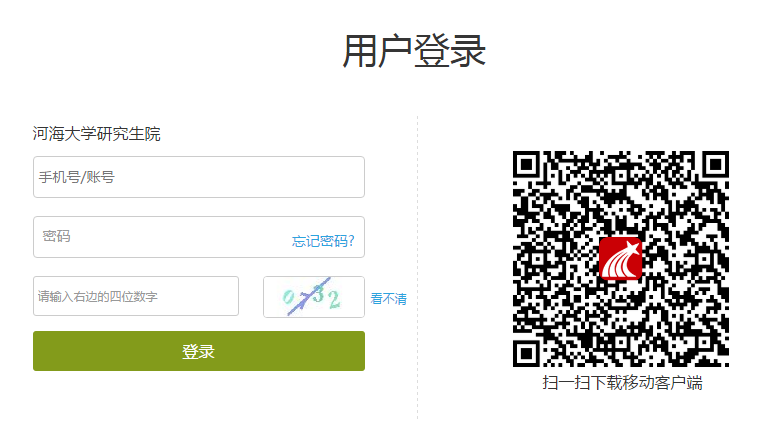 用户登录
河海大学研究生院
手机号/账号
密码
忘记密码?
请输入右边的四位数字
0732
看不清
登录
扫一扫下载移动客户端